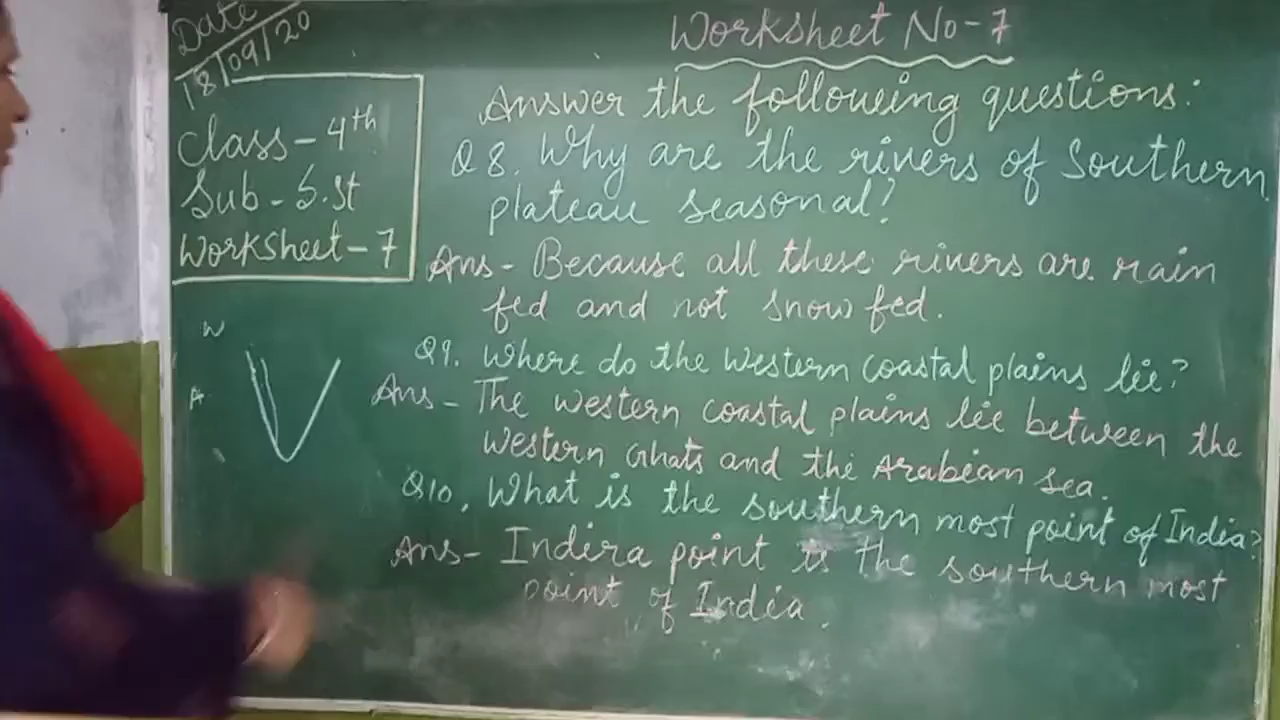 Date
18/09/20
Class - 4th
Sub - S.St
Worksheet - 7
W
A
Worksheet No - 7
Answer the following questions:
Q8. Why are the rivers of Southern
plateau seasonal?
Ans - Because all these rivers are rain
fed and not snow fed.
Q9. Where do the western coastal plains lie?
Ans - The western coastal plains lie between the
western Ghats and the Arabian sea.
Q10. What is the southern most point of India?
Ans - Indira point is the southern most
point of India.